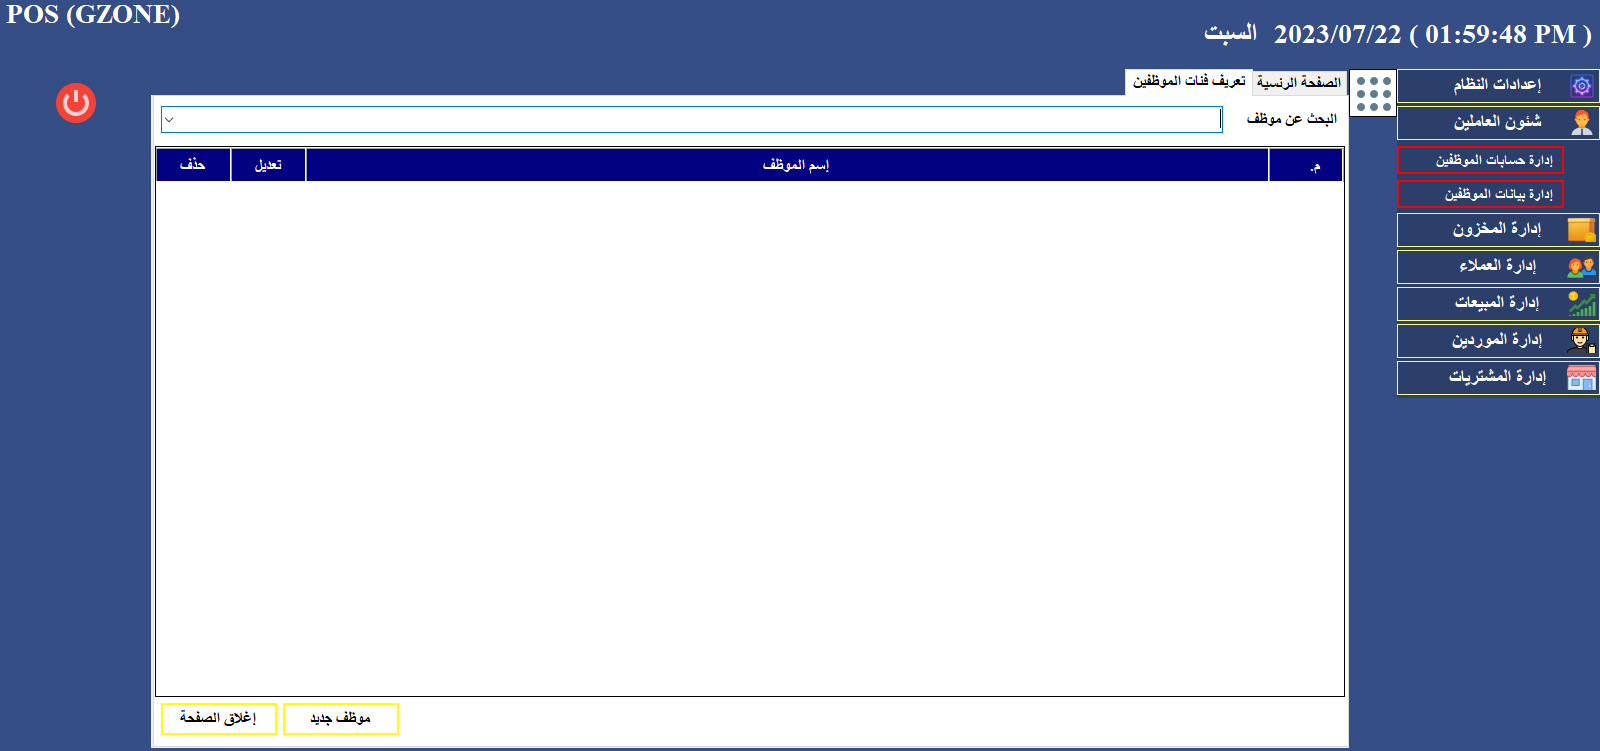 POS (GZONE)
السبت 2023/07/22 ( 01:59:48 PM )
إعدادات النظام
شئون العاملين
إدارة حسابات الموظفين
إدارة بيانات الموظفين
إدارة المخزون
إدارة العملاء
إدارة المبيعات
إدارة الموردين
إدارة المشتريات
الصفحة الرئسية
تعريف فئات الموظفين
البحث عن موظف
م.
إسم الموظف
تعديل
حذف
موظف جديد
إغلاق الصفحة